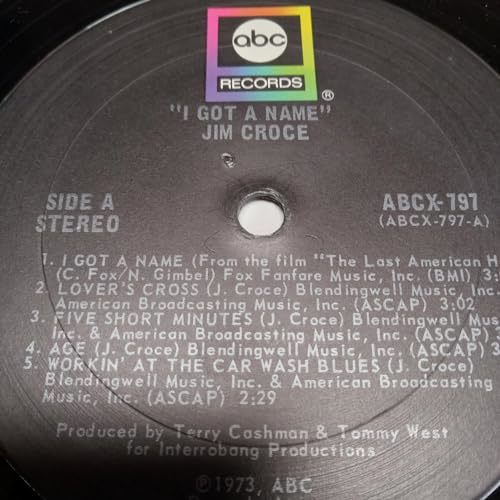 abc
RECORDS
®
"I GOT A NAME"
JIM CROCE
SIDE A
STEREO
ABCX-797
(ABCX-797-A)
1. I GOT A NAME (From the film "The Last American H
(C. Fox/N. Gimbel) Fox Fanfare Music, Inc. (BMI) 3:
2. LOVER'S CROSS (J. Croce) Blendingwell Music, Inc.
American Broadcasting Music, Inc. (ASCAP) 3:02
3. FIVE SHORT MINUTES (J. Croce) Blendingwell Mus
Inc. & American Broadcasting Music, Inc. (ASCAP)
4. AGE (J. Croce) Blendingwell Music, Inc. (ASCAP) 3
5. WORKIN' AT THE CAR WASH BLUES (J. Croce)
Blendingwell Music, Inc. & American Broadcasting
Music, Inc. (ASCAP) 2:29
Produced by Terry Cashman & Tommy West
for Interrobang Productions
Ⓟ1973, ABC